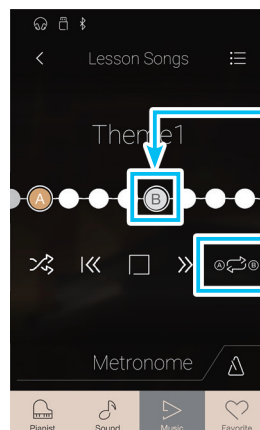 Lesson Songs
Theme1
A B
A B
Metronome
Pianist Sound Music Favorite